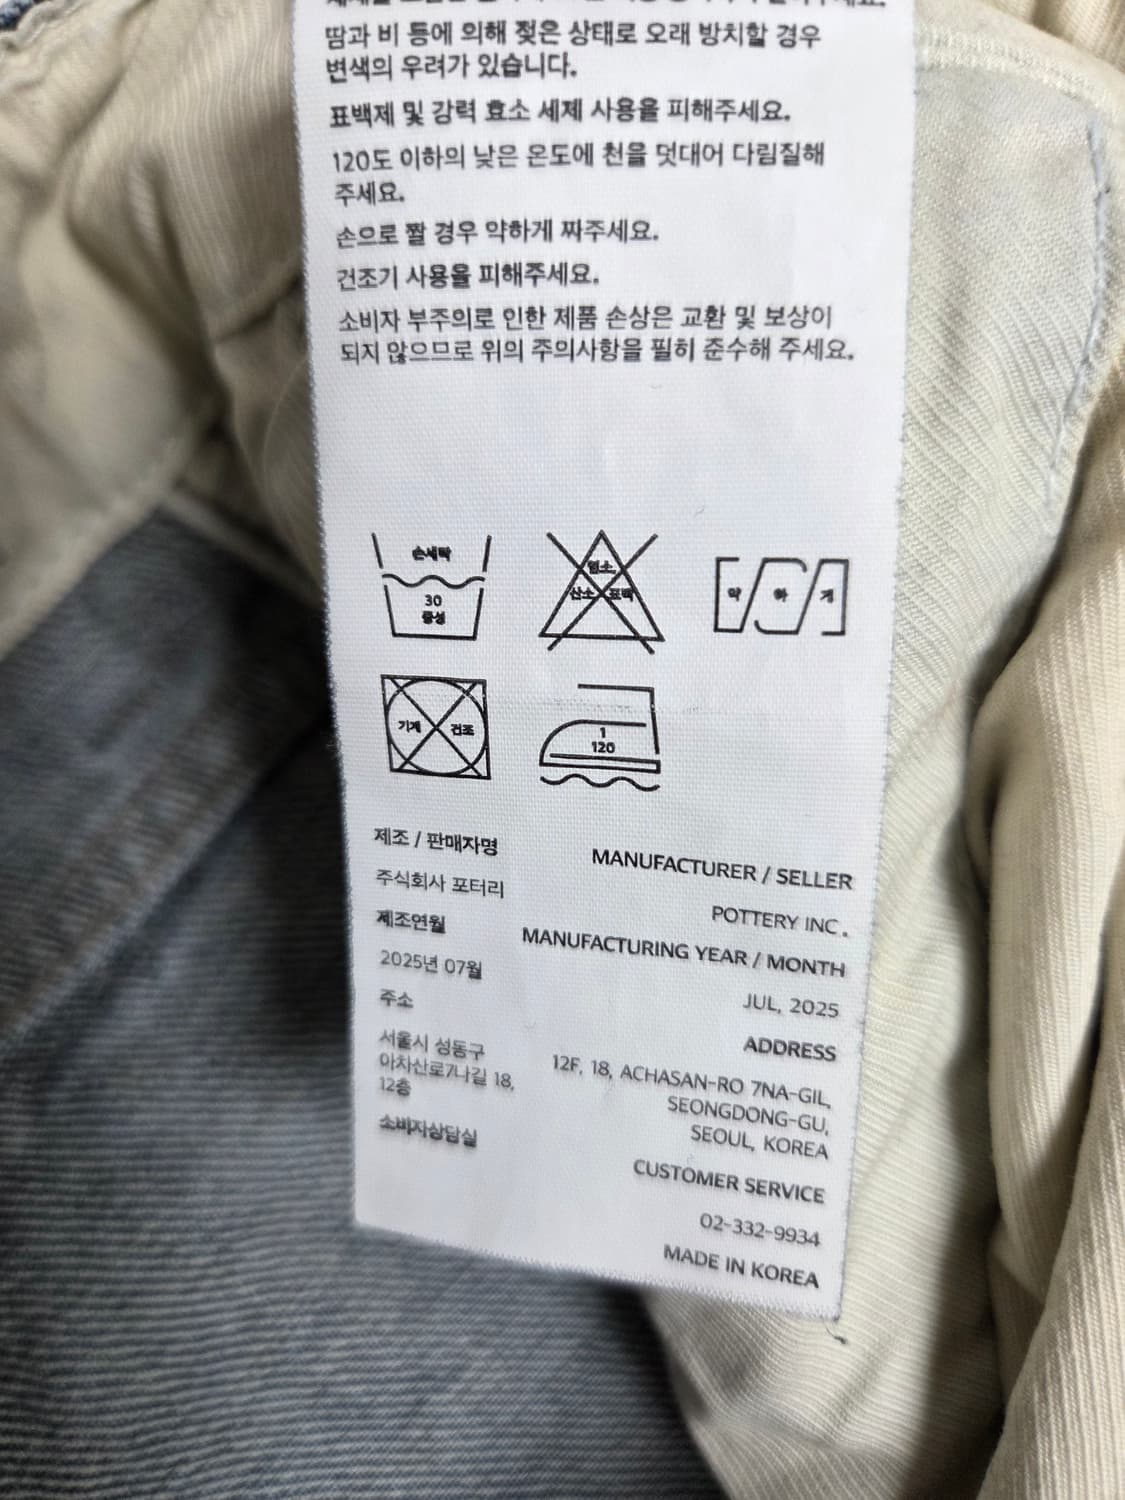 땀과 비 등에 의해 젖은 상태로 오래 방치할 경우
변색의 우려가 있습니다.
표백제 및 강력 효소 세제 사용을 피해주세요.
120도 이하의 낮은 온도에 천을 덧대어 다림질해
주세요.
손으로 짤 경우 약하게 짜주세요.
건조기 사용을 피해주세요.
소비자 부주의로 인한 제품 손상은 교환 및 보상이
되지 않으므로 위의 주의사항을 필히 준수해 주세요.
손세탁
30
중성
염소
산소 표백
약 하 게
기계 건조
1
120
제조 / 판매자명
주식회사 포터리
제조연월
2025년 07월
주소
서울시 성동구
아차산로7나길 18,
12층
소비자상담실
MANUFACTURER / SELLER
POTTERY INC.
MANUFACTURING YEAR / MONTH
JUL, 2025
ADDRESS
12F, 18, ACHASAN-RO 7NA-GIL,
SEONGDONG-GU,
SEOUL, KOREA
CUSTOMER SERVICE
02-332-9934
MADE IN KOREA